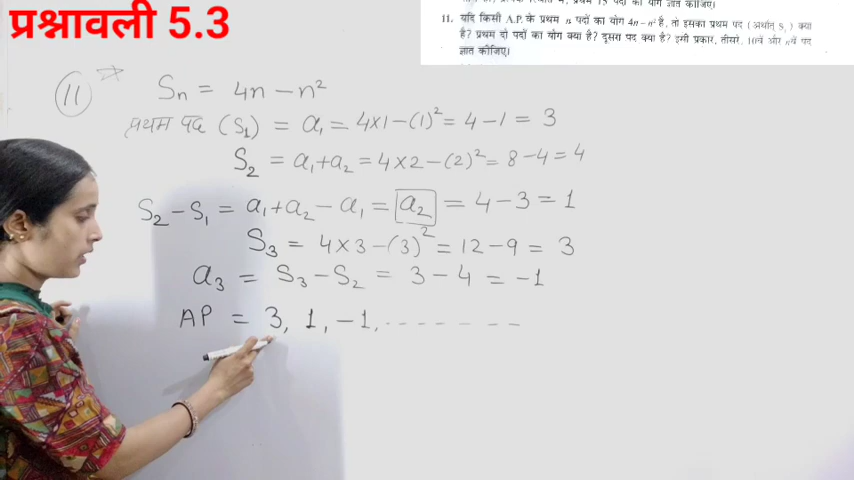 प्रश्नावली 5.3
11. यदि किसी A.P. के प्रथम n पदों का योग 4n – n² है, तो इसका प्रथम पद (अर्थात् S₁) क्या
है? प्रथम दो पदों का योग क्या है? दूसरा पद क्या है? इसी प्रकार, तीसरे, 10वें और nवें पद
ज्ञात कीजिए।
(11) ☆ Sn = 4n – n²
प्रथम पद (S₁) = a₁ = 4×1 – (1)² = 4 – 1 = 3
S₂ = a₁+a₂ = 4×2 – (2)² = 8 – 4 = 4
S₂ – S₁ = a₁+a₂ – a₁ = a₂ = 4 – 3 = 1
S₃ = 4×3 – (3)² = 12 – 9 = 3
a₃ = S₃ – S₂ = 3 – 4 = –1
AP = 3, 1, –1, - - - - - - - -